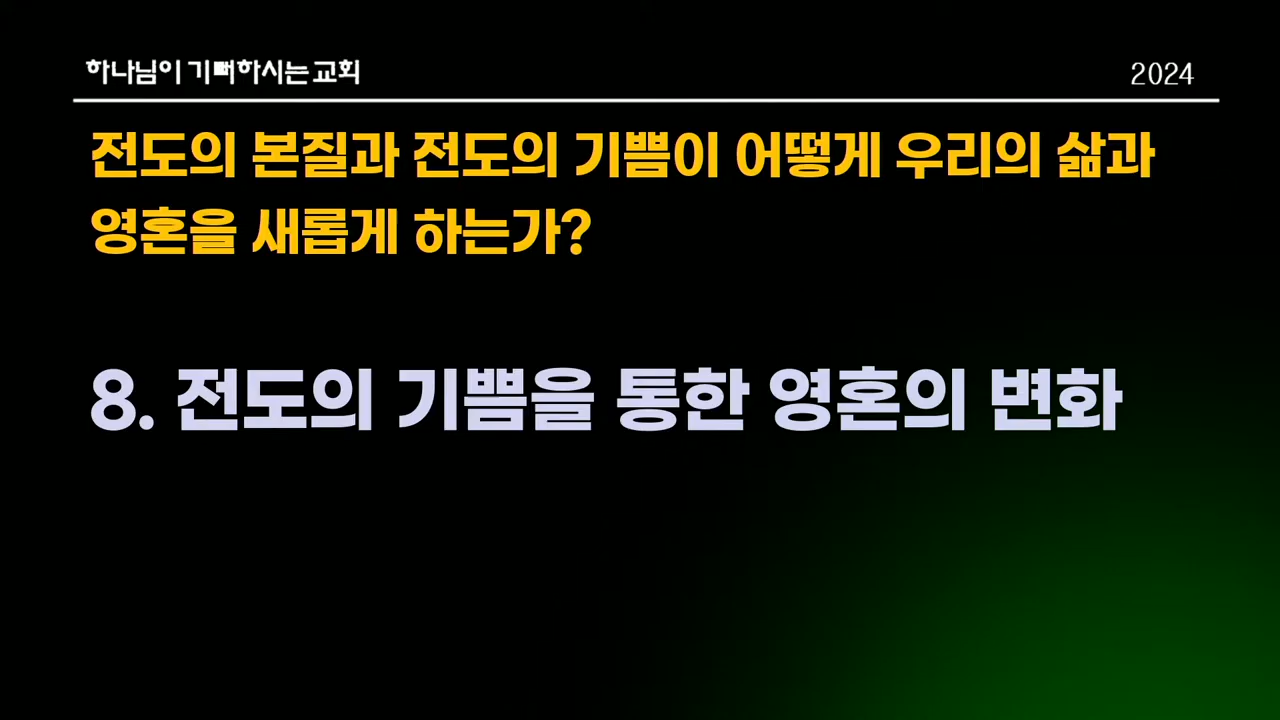 하나님이 기뻐하시는 교회
2024
전도의 본질과 전도의 기쁨이 어떻게 우리의 삶과
영혼을 새롭게 하는가?
8. 전도의 기쁨을 통한 영혼의 변화